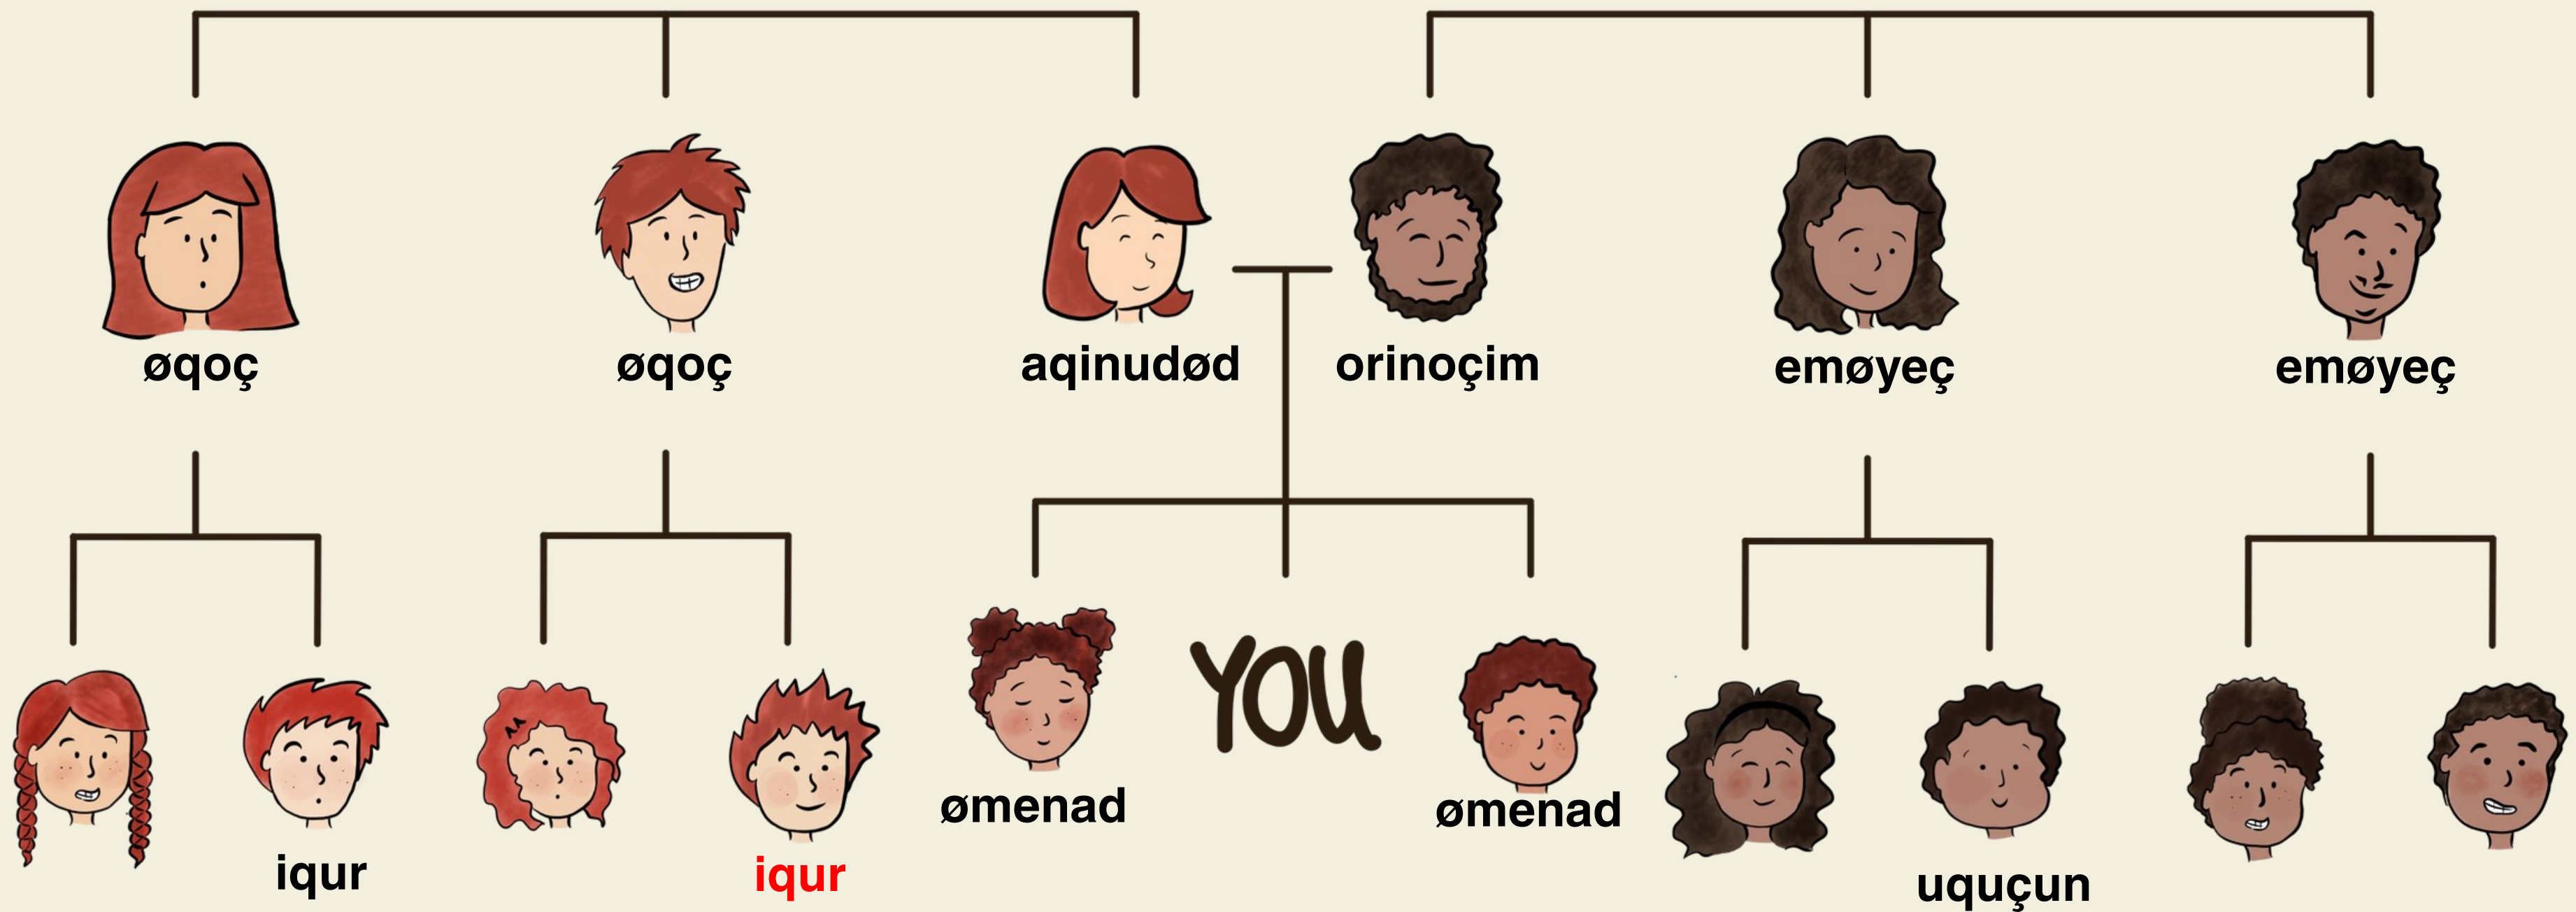 øqoç
øqoç
aqinudød
orinoçim
emøyeç
emøyeç
YOU
ømenad
ømenad
iqur
iqur
uquçun